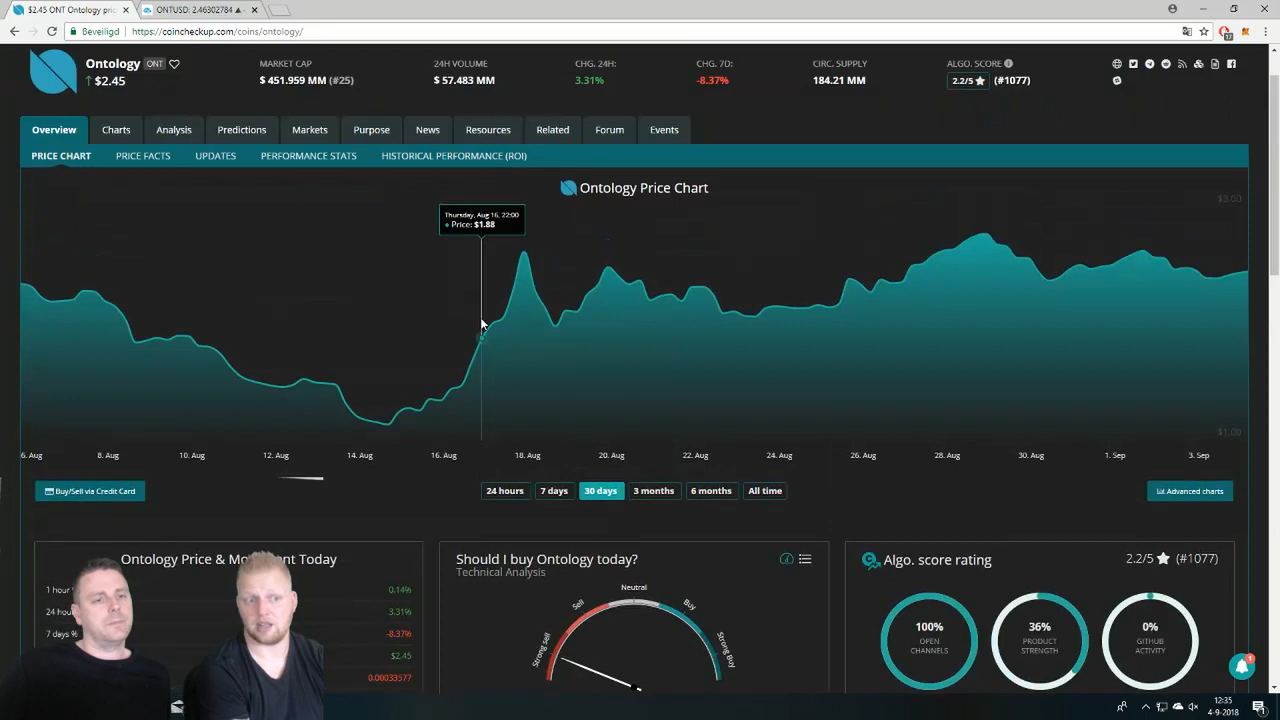 $2.45 ONT Ontology pri
ONTUSD: 2.46302784 ▲
Beveiligd
https://coincheckup.com/coins/ontology/
Ontology ONT
$2.45
MARKET CAP
$ 451.959 MM (#25)
24H VOLUME
$ 57.483 MM
CHG. 24H:
3.31%
CHG. 7D:
-8.37%
CIRC. SUPPLY
184.21 MM
ALGO. SCORE
2.2/5 (#1077)
Overview
Charts
Analysis
Predictions
Markets
Purpose
News
Resources
Related
Forum
Events
PRICE CHART
PRICE FACTS
UPDATES
PERFORMANCE STATS
HISTORICAL PERFORMANCE (ROI)
Ontology Price Chart
$3.00
Thursday, Aug 16, 22:00
Price: $1.88
$1.00
6. Aug
8. Aug
10. Aug
12. Aug
14. Aug
16. Aug
18. Aug
20. Aug
22. Aug
24. Aug
26. Aug
28. Aug
30. Aug
1. Sep
3. Sep
Buy/Sell via Credit Card
24 hours
7 days
30 days
3 months
6 months
All time
Advanced charts
Ontology Price & Mo ent Today
1 hour
0.14%
24
3.31%
7 days %
-8.37%
$2.45
0.00033577
Should I buy Ontology today?
Technical Analysis
Neutral
Sell
Buy
Strong sell
Strong Buy
Algo. score rating
2.2/5 (#1077)
100%
OPEN
CHANNELS
36%
PRODUCT
STRENGTH
0%
GITHUB
ACTIVITY
1
12:35
4-9-2018